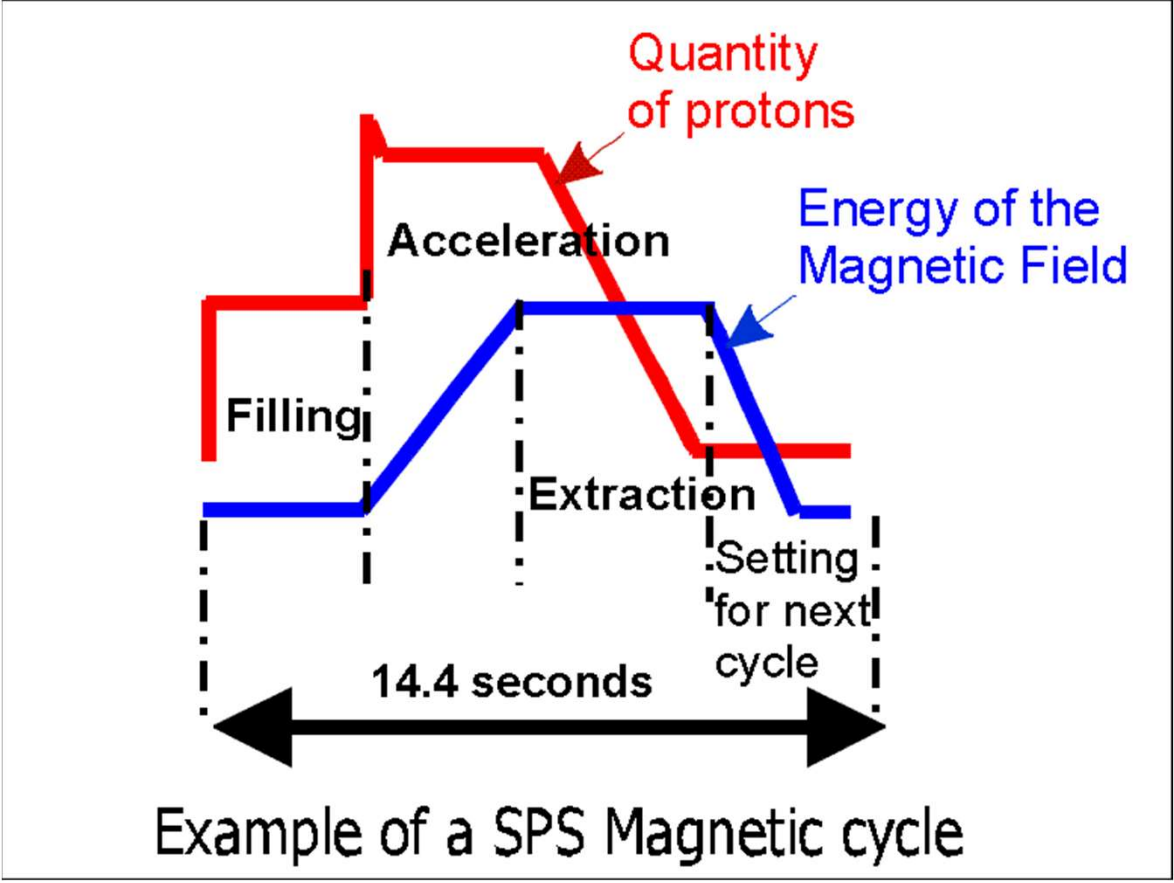 Quantity
of protons
Energy of the
Magnetic Field
Acceleration
Filling
Extraction
Setting
for next
cycle
14.4 seconds
Example of a SPS Magnetic cycle